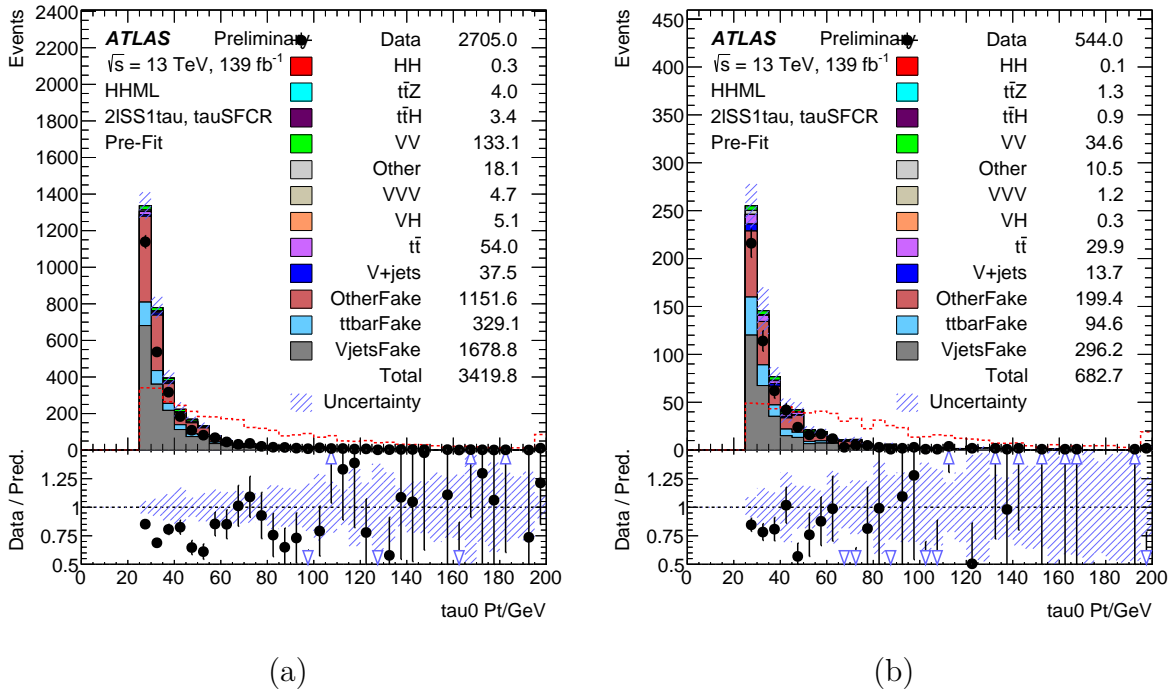 Events
2400
2200
2000
1800
1600
1400
1200
1000
800
600
400
200
0
ATLAS Preliminary
√s = 13 TeV, 139 fb⁻¹
HHML
2lSS1tau, tauSFCR
Pre-Fit
Data 2705.0
HH 0.3
tt̄Z 4.0
tt̄H 3.4
VV 133.1
Other 18.1
VVV 4.7
VH 5.1
tt̄ 54.0
V+jets 37.5
OtherFake 1151.6
ttbarFake 329.1
VjetsFake 1678.8
Total 3419.8
Uncertainty
Data / Pred.
1.25
1
0.75
0.5
0 20 40 60 80 100 120 140 160 180 200
tau0 Pt/GeV
(a)
Events
450
400
350
300
250
200
150
100
50
0
ATLAS Preliminary
√s = 13 TeV, 139 fb⁻¹
HHML
2lSS1tau, tauSFCR
Pre-Fit
Data 544.0
HH 0.1
tt̄Z 1.3
tt̄H 0.9
VV 34.6
Other 10.5
VVV 1.2
VH 0.3
tt̄ 29.9
V+jets 13.7
OtherFake 199.4
ttbarFake 94.6
VjetsFake 296.2
Total 682.7
Uncertainty
Data / Pred.
1.25
1
0.75
0.5
0 20 40 60 80 100 120 140 160 180 200
tau0 Pt/GeV
(b)